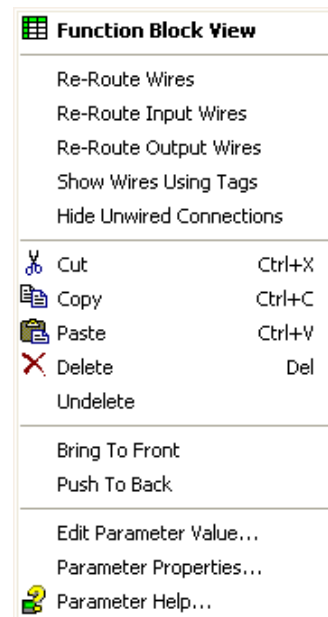 Function Block View
Re-Route Wires
Re-Route Input Wires
Re-Route Output Wires
Show Wires Using Tags
Hide Unwired Connections
Cut Ctrl+X
Copy Ctrl+C
Paste Ctrl+V
Delete Del
Undelete
Bring To Front
Push To Back
Edit Parameter Value...
Parameter Properties...
Parameter Help...